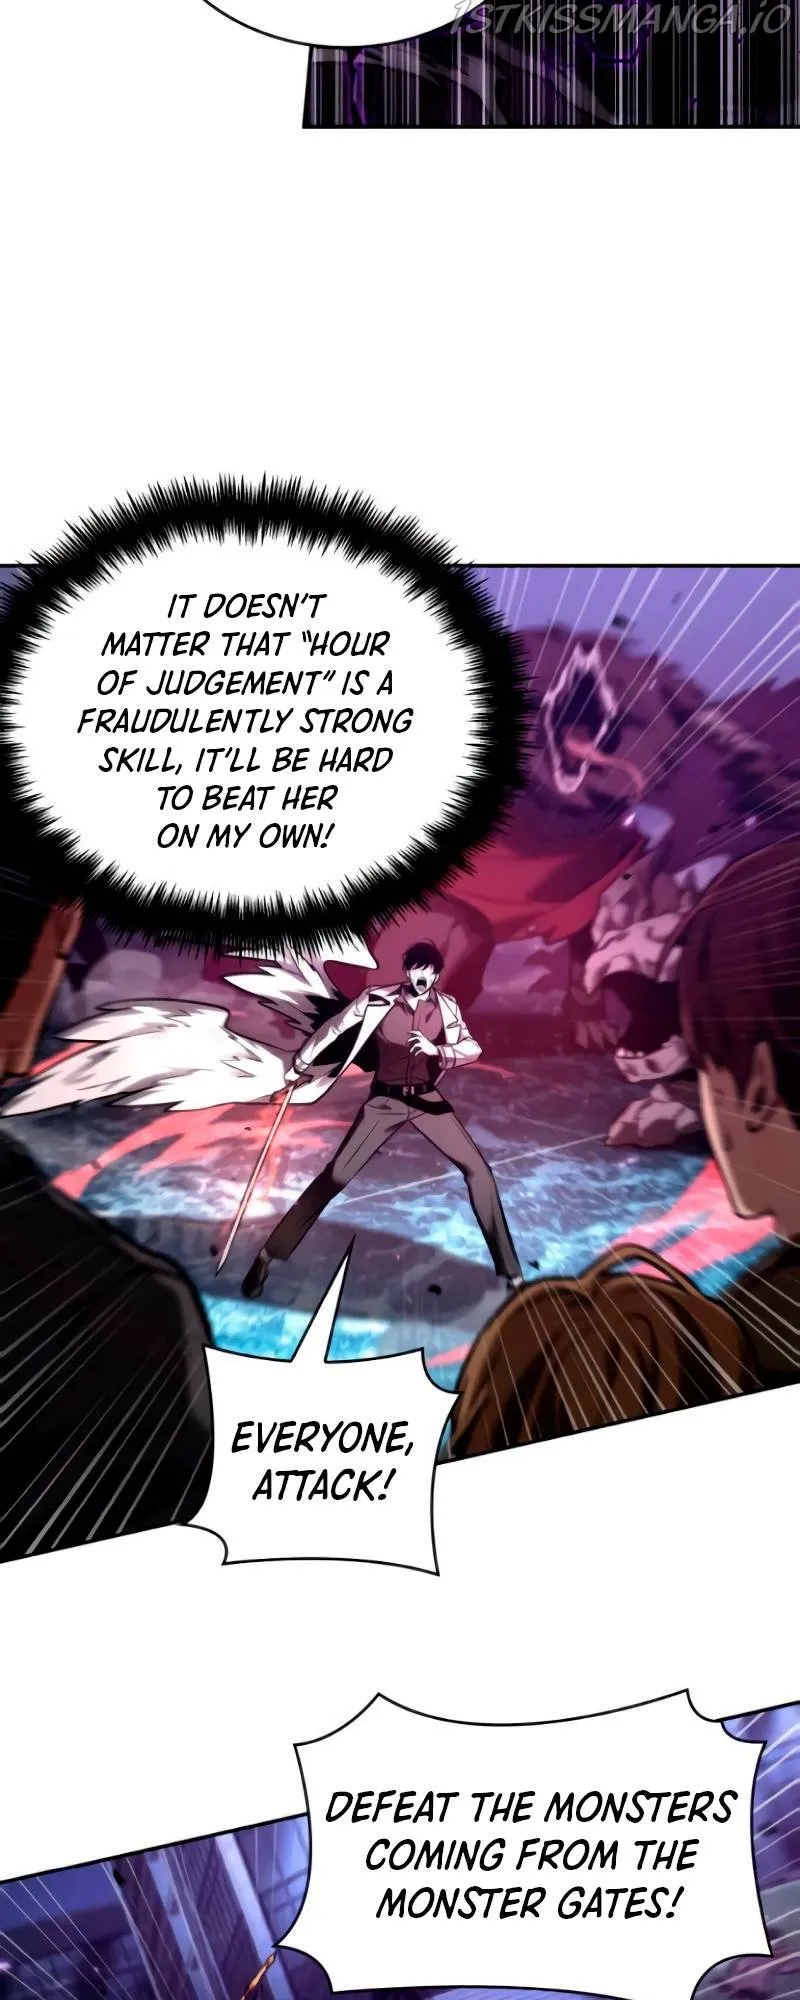 1STKISSMANGA.IO
IT DOESN'T
MATTER THAT "HOUR
OF JUDGEMENT" IS A
FRAUDULENTLY STRONG
SKILL, IT'LL BE HARD
TO BEAT HER
ON MY OWN!
EVERYONE,
ATTACK!
DEFEAT THE MONSTERS
COMING FROM THE
MONSTER GATES!